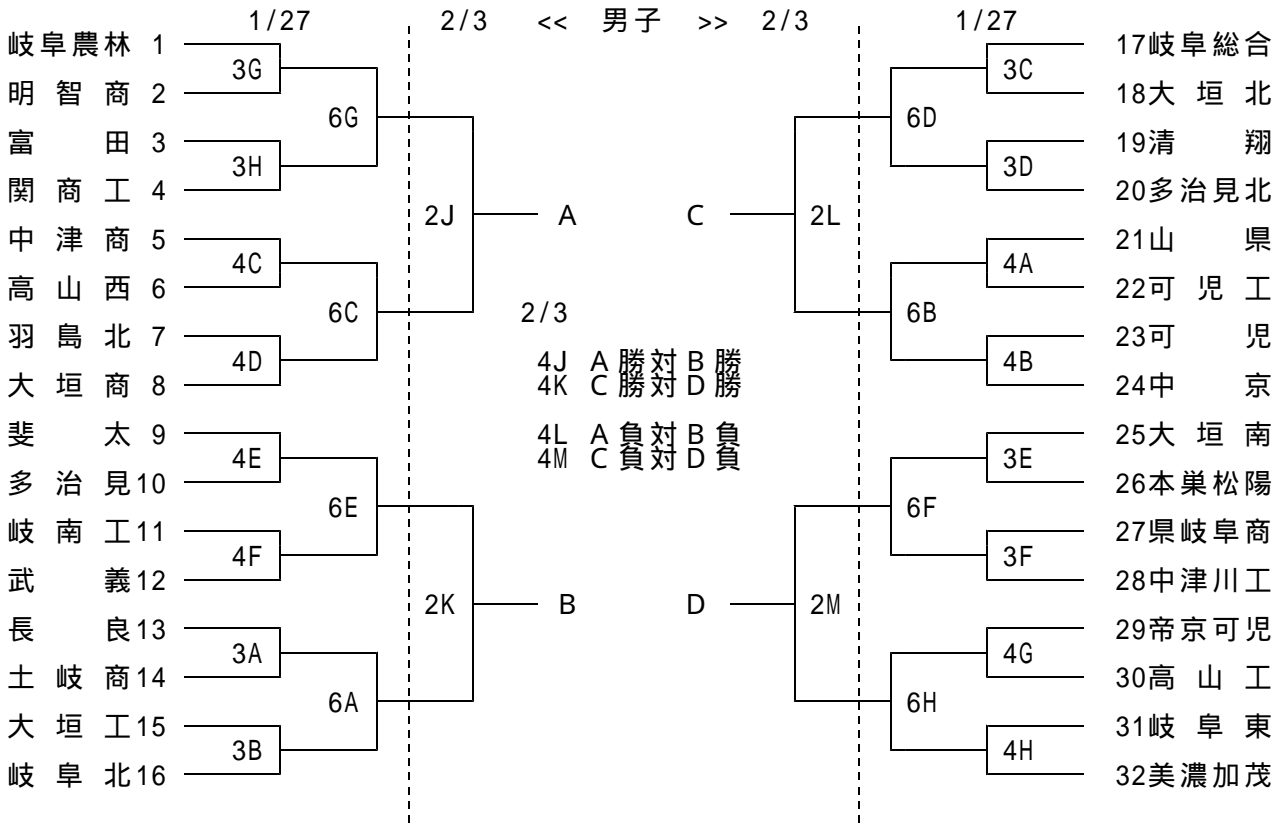 1/27 2/3 << 男子 >> 2/3 1/27
岐阜農林 1 17岐阜総合
3G 3C
明智商 2 18大垣北
6G 6D
富田 3 19清翔
3H 3D
関商工 4 20多治見北
2J A C 2L
中津商 5 21山県
4C 4A
高山西 6 22可児工
6C 2/3 6B
羽島北 7 23可児
4D 4J A勝対B勝 4B
大垣商 8 4K C勝対D勝 24中京
斐太 9 4L A負対B負 25大垣南
4E 4M C負対D負 3E
多治見10 26本巣松陽
6E 6F
岐南工11 27県岐阜商
4F 3F
武義12 28中津川工
2K B D 2M
長良13 29帝京可児
3A 4G
土岐商14 30高山工
6A 6H
大垣工15 31岐阜東
3B 4H
岐阜北16 32美濃加茂